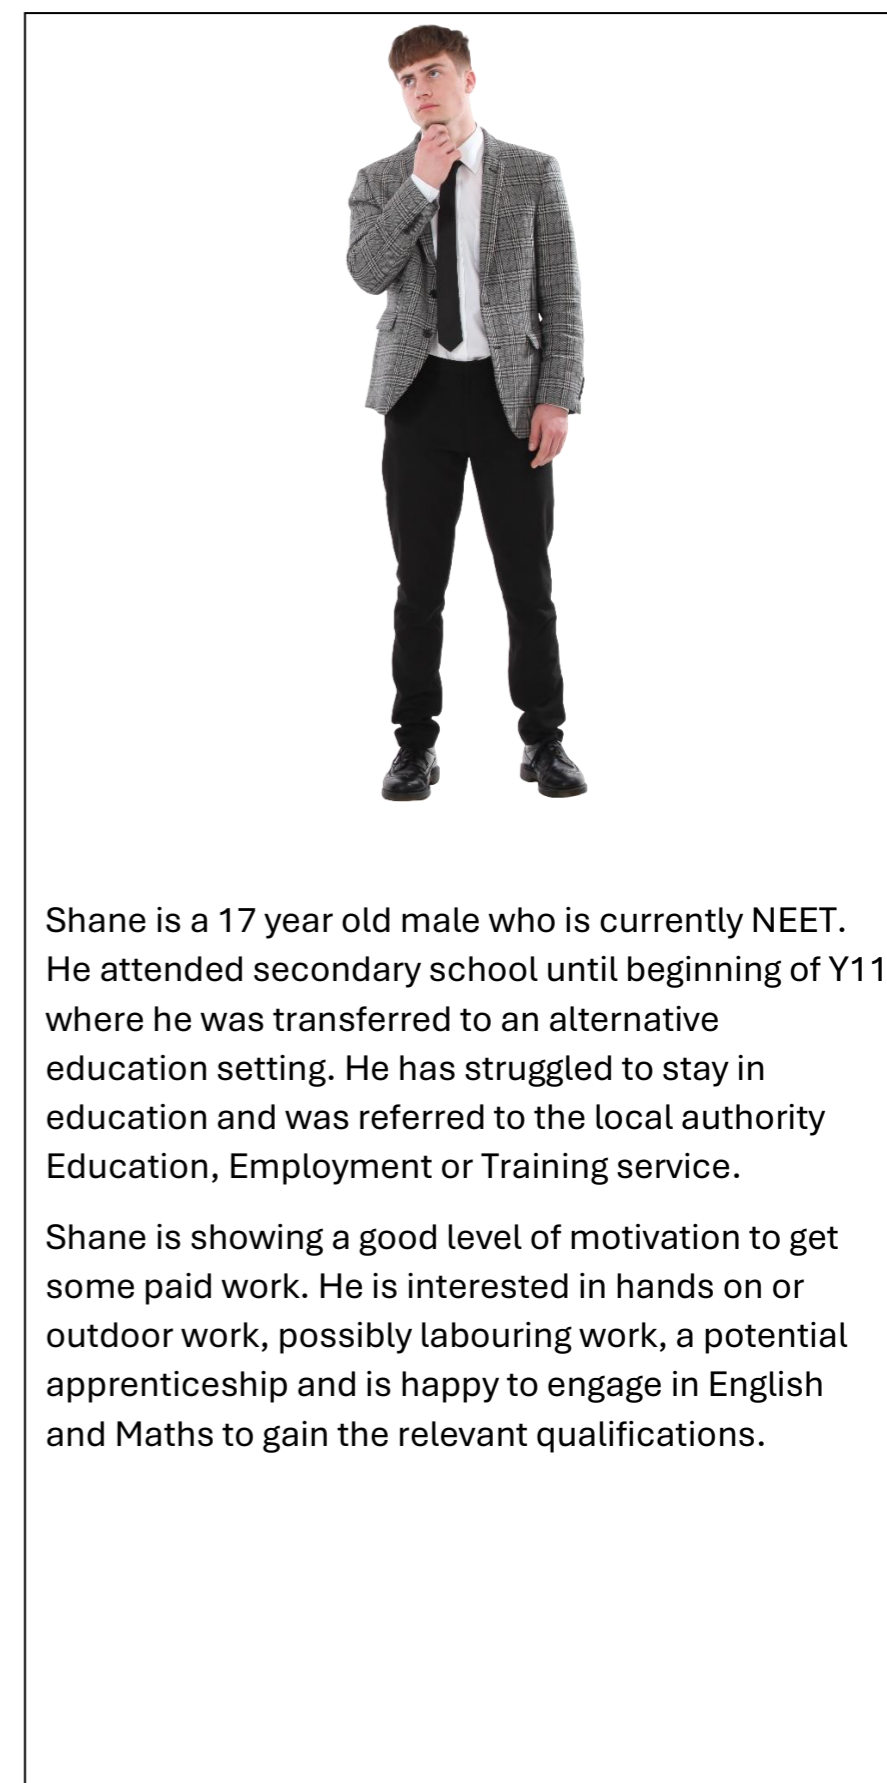 Shane is a 17 year old male who is currently NEET.
He attended secondary school until beginning of Y11
where he was transferred to an alternative
education setting. He has struggled to stay in
education and was referred to the local authority
Education, Employment or Training service.
Shane is showing a good level of motivation to get
some paid work. He is interested in hands on or
outdoor work, possibly labouring work, a potential
apprenticeship and is happy to engage in English
and Maths to gain the relevant qualifications.